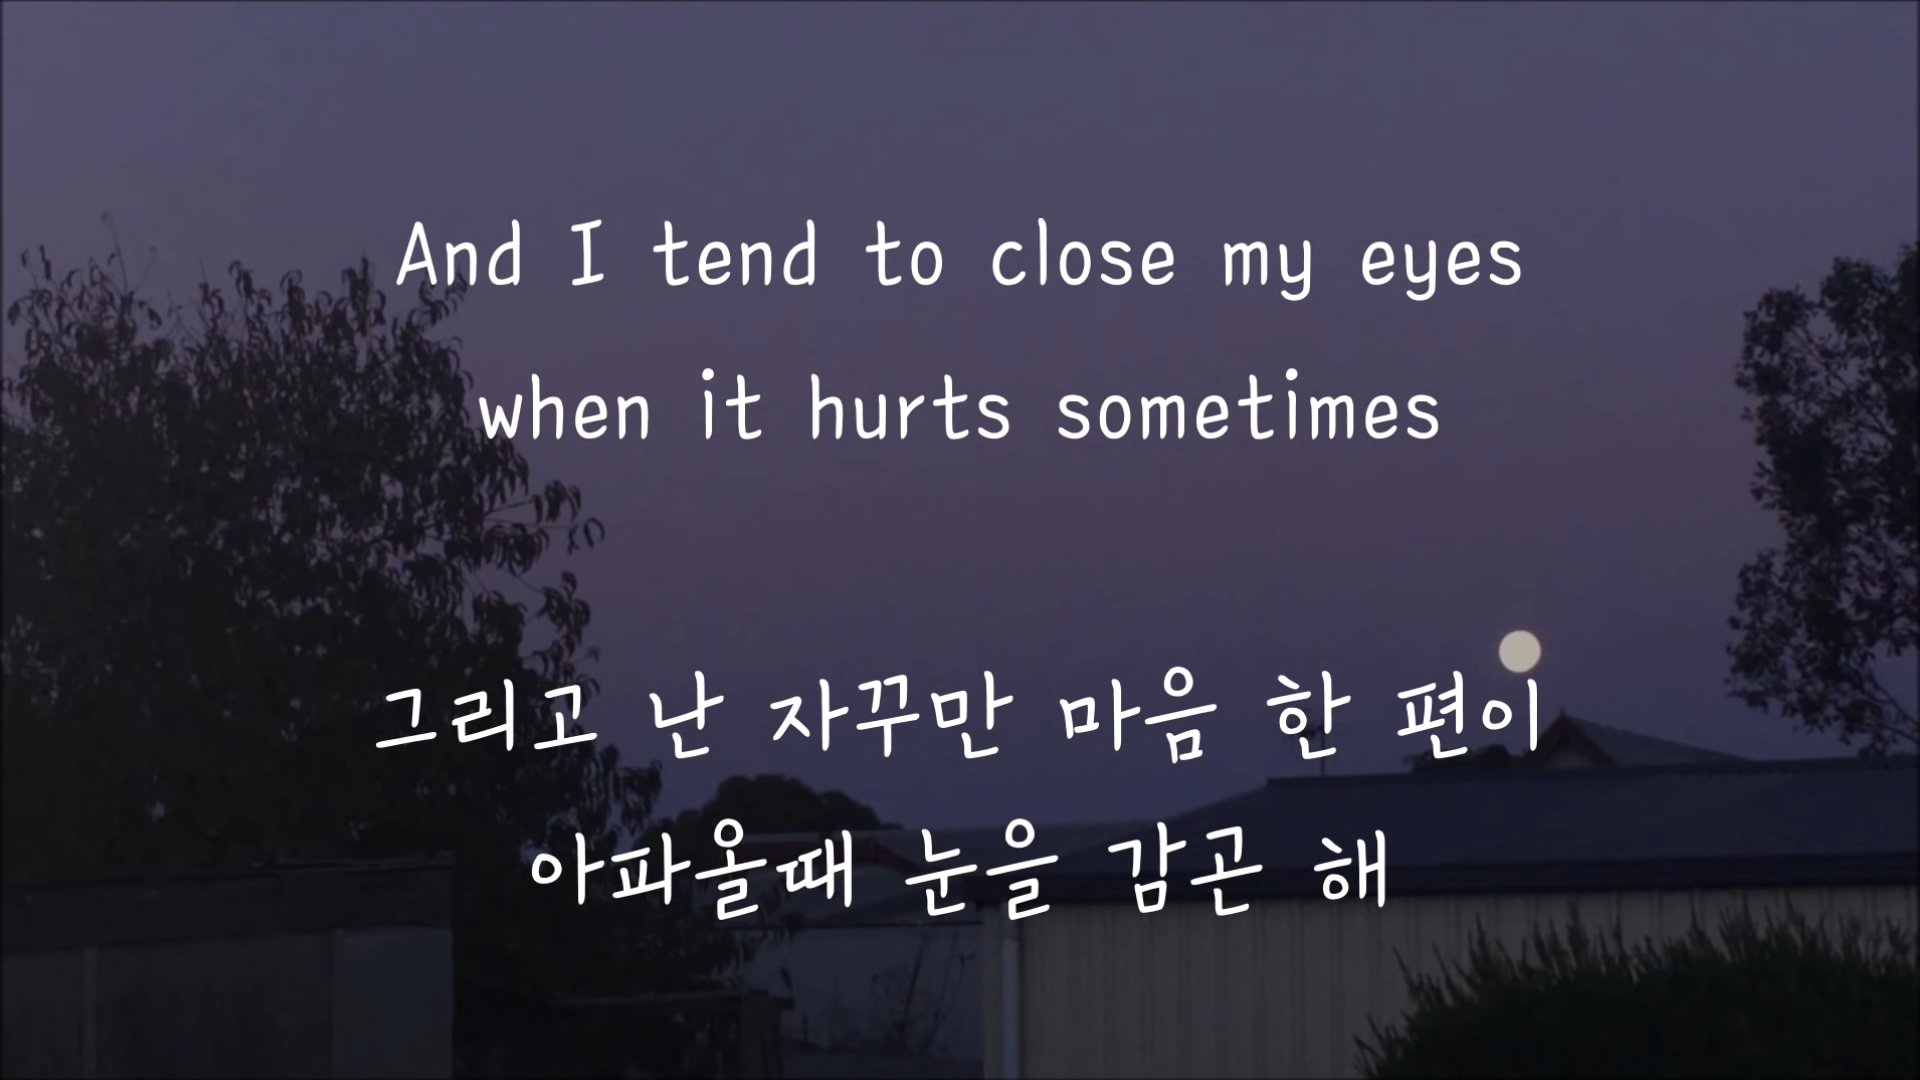 And I tend to close my eyes
when it hurts sometimes
그리고 난 자꾸만 마음 한 편이
아파올때 눈을 감곤 해